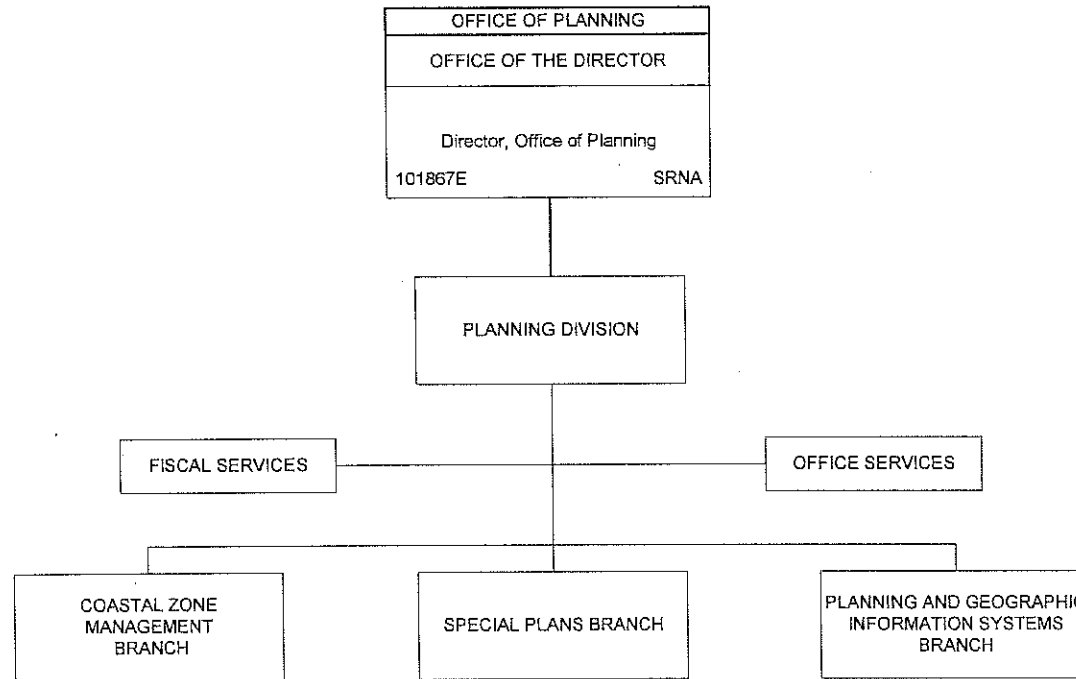 OFFICE OF PLANNING
OFFICE OF THE DIRECTOR
Director, Office of Planning
101867E SRNA
PLANNING DIVISION
FISCAL SERVICES
OFFICE SERVICES
COASTAL ZONE
MANAGEMENT
BRANCH
SPECIAL PLANS BRANCH
PLANNING AND GEOGRAPHIC
INFORMATION SYSTEMS
BRANCH